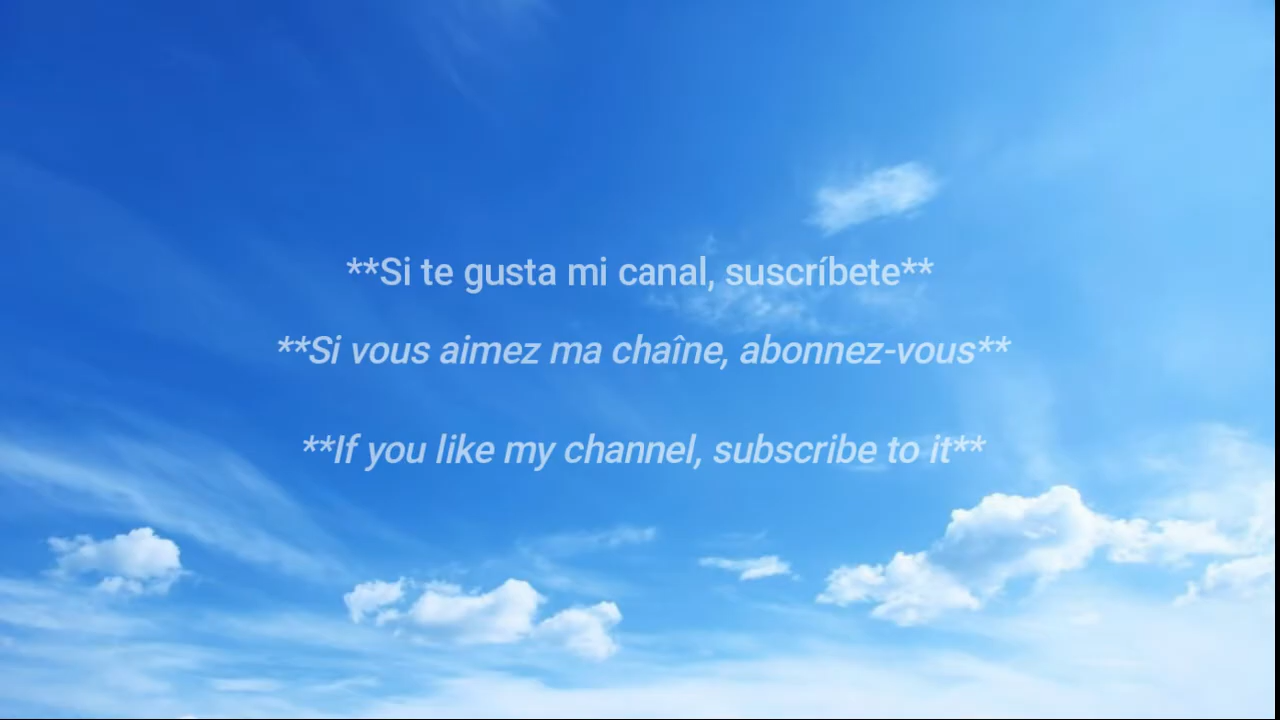 **Si te gusta mi canal, suscríbete**
**Si vous aimez ma chaîne, abonnez-vous**
**If you like my channel, subscribe to it**